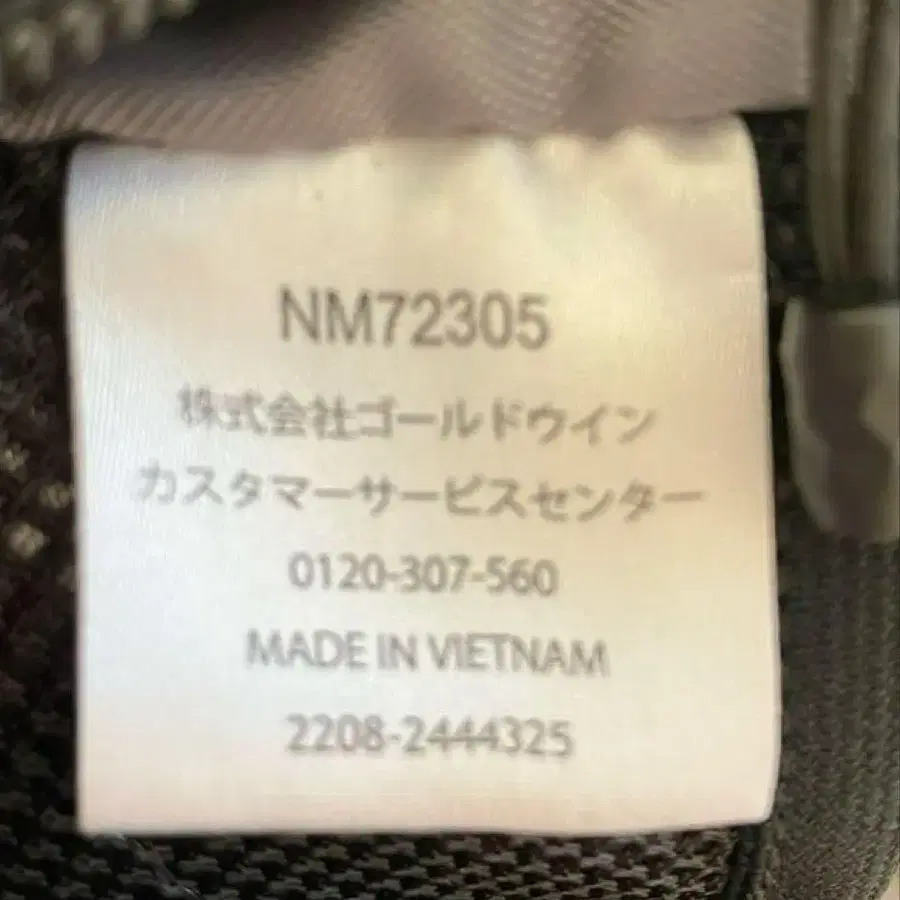 NM72305
株式会社ゴールドウイン
カスタマーサービスセンター
0120-307-560
MADE IN VIETNAM
2208-2444325